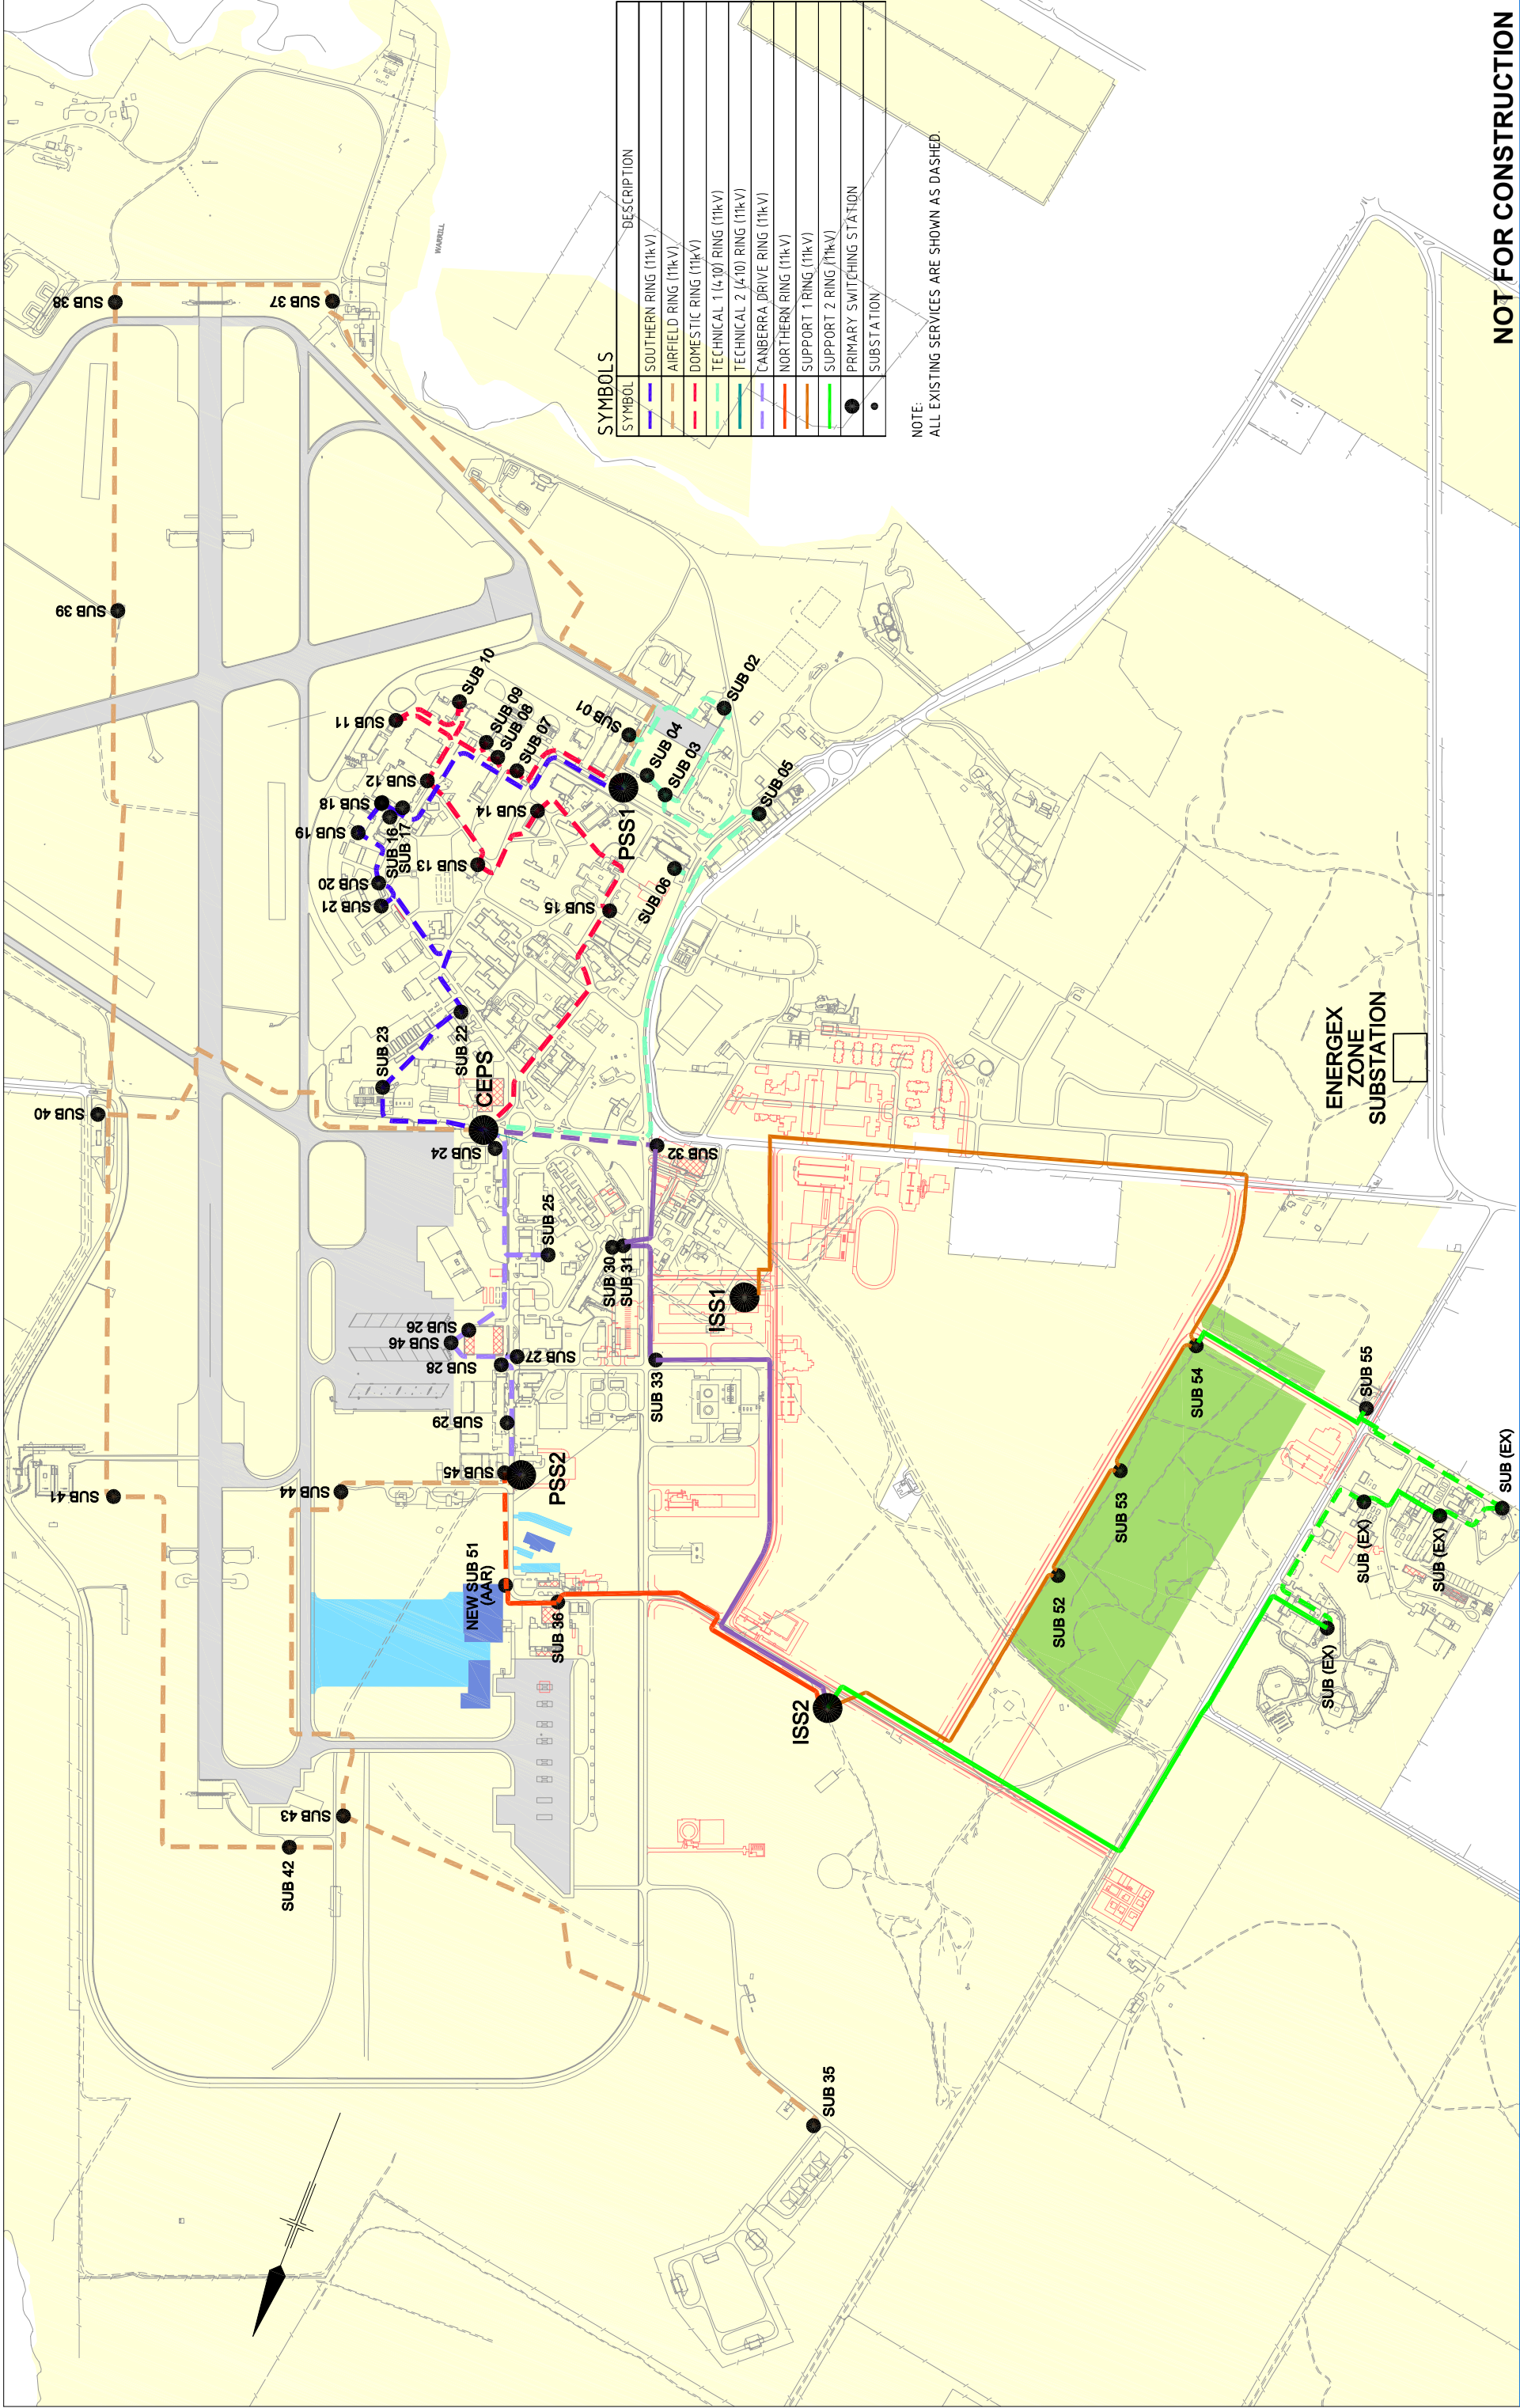 SUB 38
SUB 37
SUB 39
WARRILL
SUB 10
SUB 11
SUB 09
SUB 08
SUB 07
SUB 01
SUB 02
SUB 04
SUB 03
SUB 05
SUB 12
SUB 18
SUB 19
SUB 16
SUB 17
SUB 14
PSS1
SUB 13
SUB 20
SUB 21
SUB 15
SUB 06
SUB 23
SUB 22
CEPS
SUB 40
SUB 24
SUB 32
SUB 25
SUB 30
SUB 31
ISS1
SUB 26
SUB 46
SUB 28
SUB 27
SUB 33
SUB 29
SUB 45
PSS2
SUB 44
SUB 41
NEW SUB 51
(AAR)
SUB 36
ISS2
SUB 43
SUB 42
SUB 35
SUB 52
SUB 53
SUB 54
SUB 55
SUB (EX)
SUB (EX)
SUB (EX)
SUB (EX)
ENERGEX
ZONE
SUBSTATION
SYMBOLS
SYMBOL DESCRIPTION
SOUTHERN RING (11kV)
AIRFIELD RING (11kV)
DOMESTIC RING (11kV)
TECHNICAL 1 (410) RING (11kV)
TECHNICAL 2 (410) RING (11kV)
CANBERRA DRIVE RING (11kV)
NORTHERN RING (11kV)
SUPPORT 1 RING (11kV)
SUPPORT 2 RING (11kV)
PRIMARY SWITCHING STATION
SUBSTATION
NOTE:
ALL EXISTING SERVICES ARE SHOWN AS DASHED.
NOT FOR CONSTRUCTION